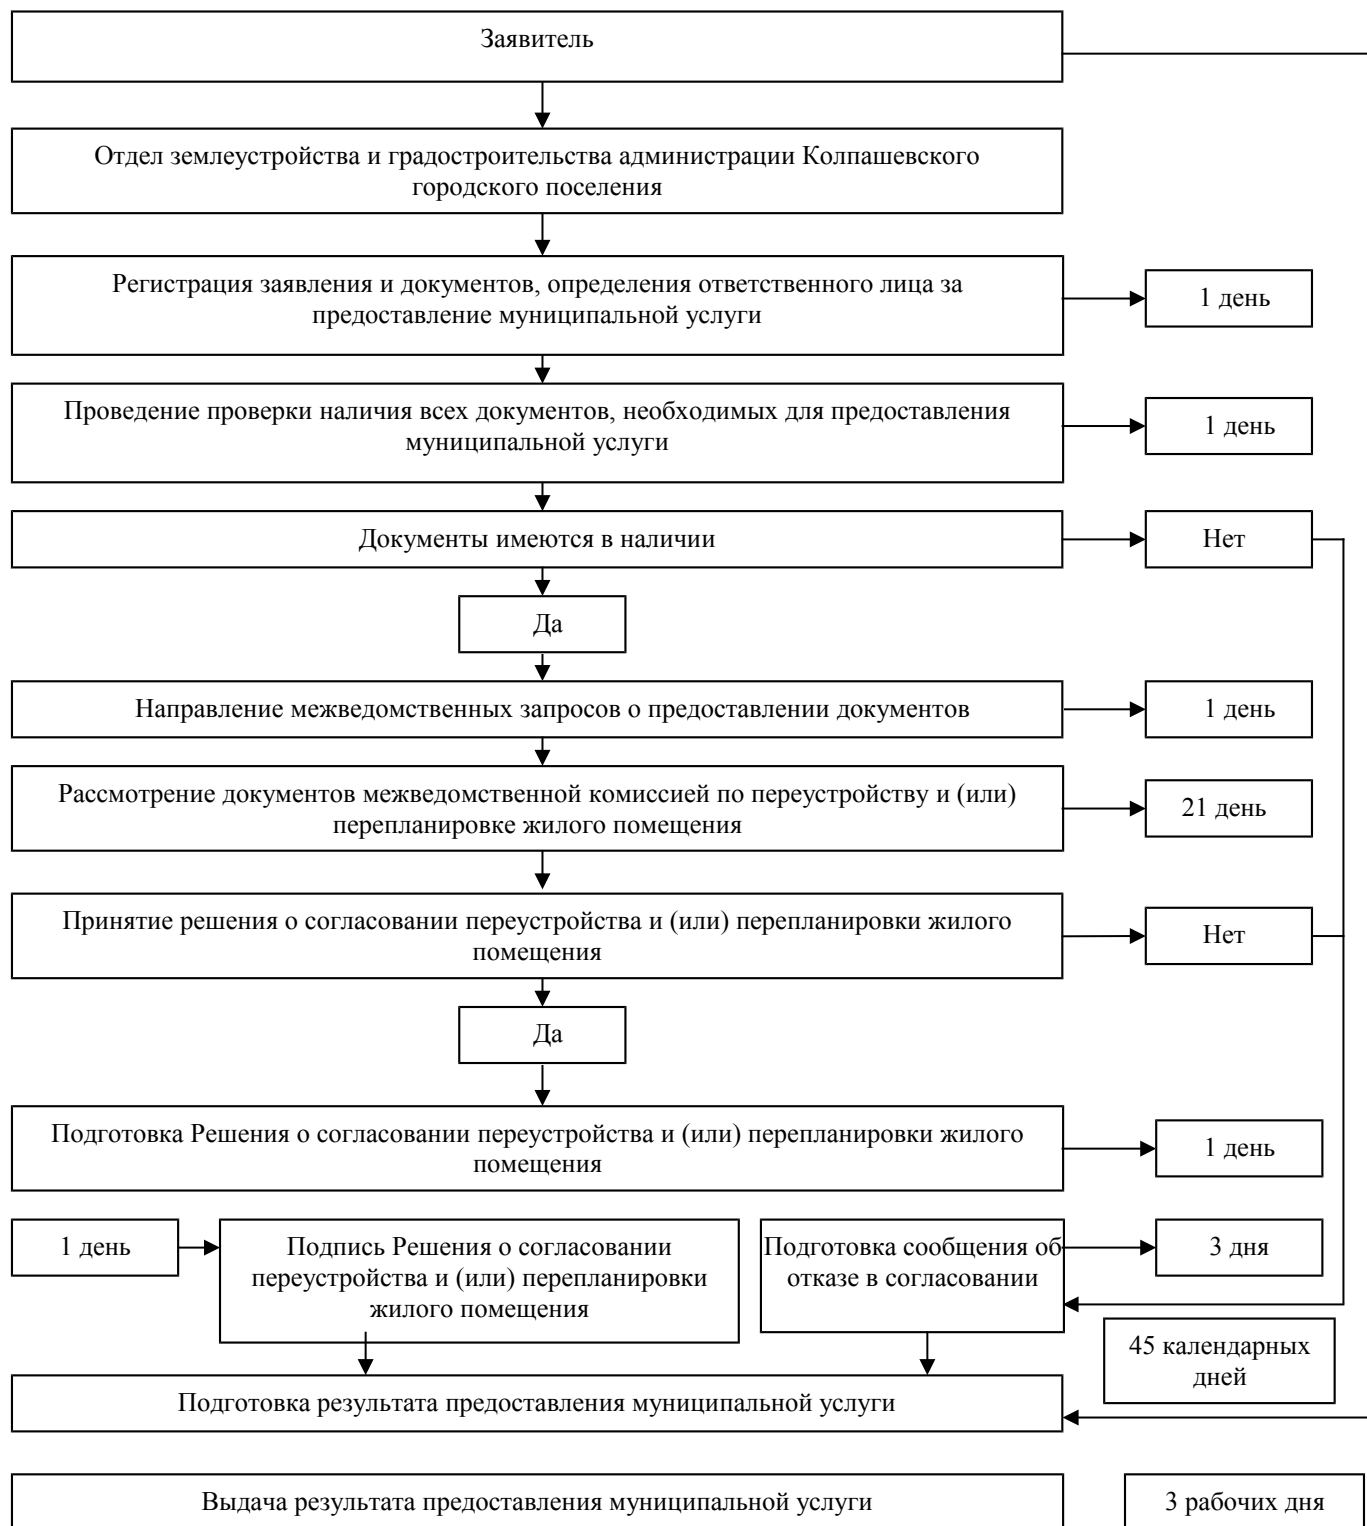 Заявитель
Отдел землеустройства и градостроительства администрации Колпашевского
городского поселения
Регистрация заявления и документов, определения ответственного лица за
предоставление муниципальной услуги
1 день
Проведение проверки наличия всех документов, необходимых для предоставления
муниципальной услуги
1 день
Документы имеются в наличии
Нет
Да
Направление межведомственных запросов о предоставлении документов
1 день
Рассмотрение документов межведомственной комиссией по переустройству и (или)
перепланировке жилого помещения
21 день
Принятие решения о согласовании переустройства и (или) перепланировки жилого
помещения
Нет
Да
Подготовка Решения о согласовании переустройства и (или) перепланировки жилого
помещения
1 день
1 день
Подпись Решения о согласовании
переустройства и (или) перепланировки
жилого помещения
Подготовка сообщения об
отказе в согласовании
3 дня
45 календарных
дней
Подготовка результата предоставления муниципальной услуги
Выдача результата предоставления муниципальной услуги
3 рабочих дня